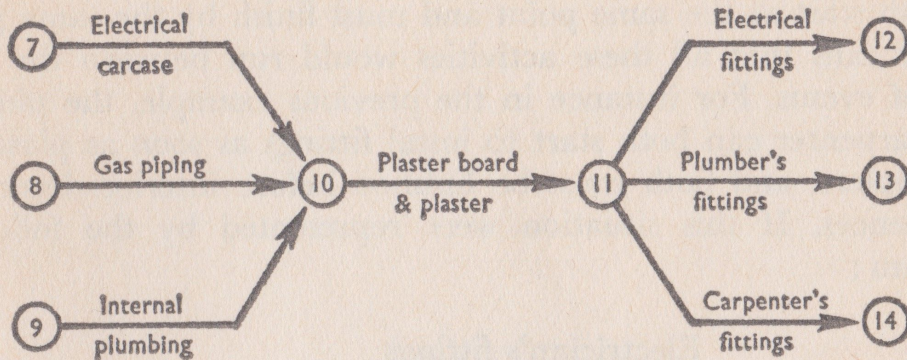 7
Electrical
carcase
Electrical
fittings
12
8
Gas piping
10
Plaster board
& plaster
11
Plumber's
fittings
13
9
Internal
plumbing
Carpenter's
fittings
14